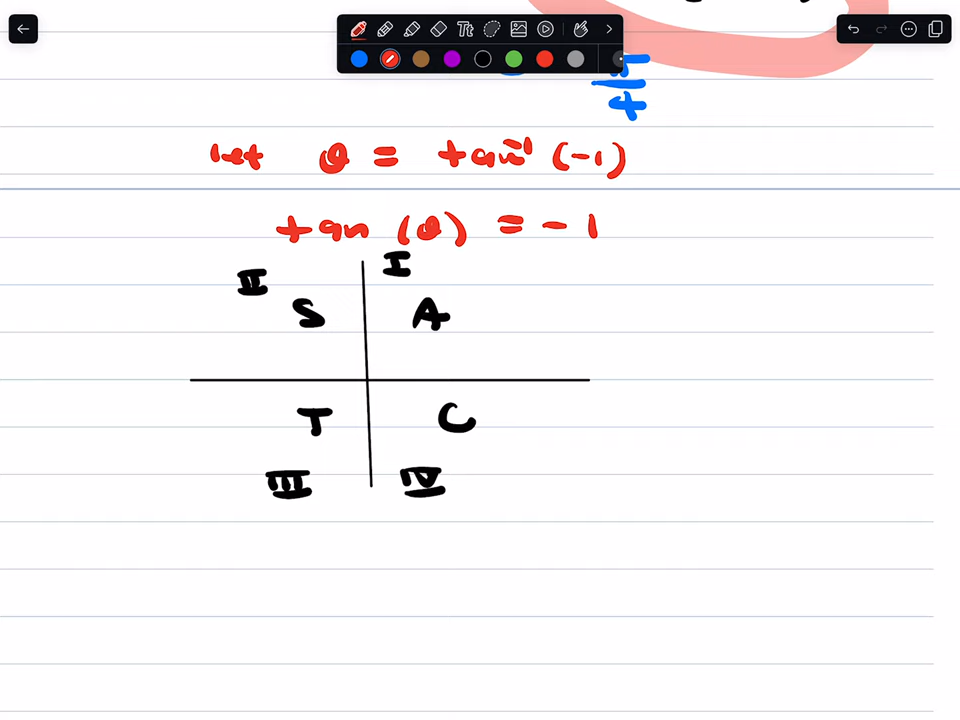 π
4
let θ = tan⁻¹ (-1)
tan (θ) = -1
II I
S A
T C
III IV